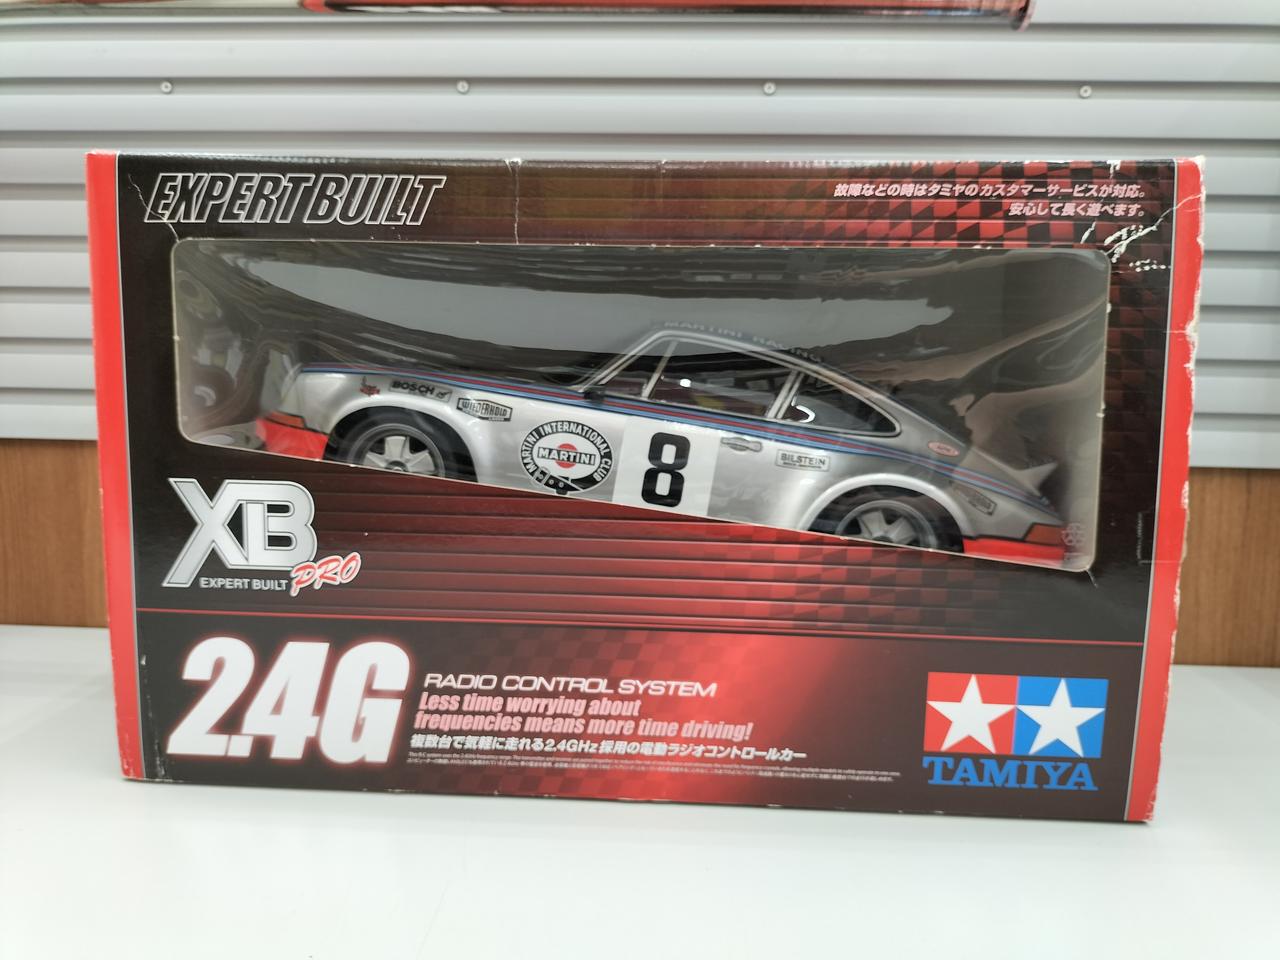 EXPERT BUILT
故障などの時はタミヤのカスタマーサービスが対応。
安心して長く遊べます。
MARTINI RACING
BOSCH
WIEDERHOLD
MARTINI INTERNATIONAL CLUB
MARTINI
8
BILSTEIN
XB
EXPERT BUILT PRO
2.4G
RADIO CONTROL SYSTEM
Less time worrying about
frequencies means more time driving!
複数台で気軽に走れる2.4GHz採用の電動ラジオコントロールカー
TAMIYA